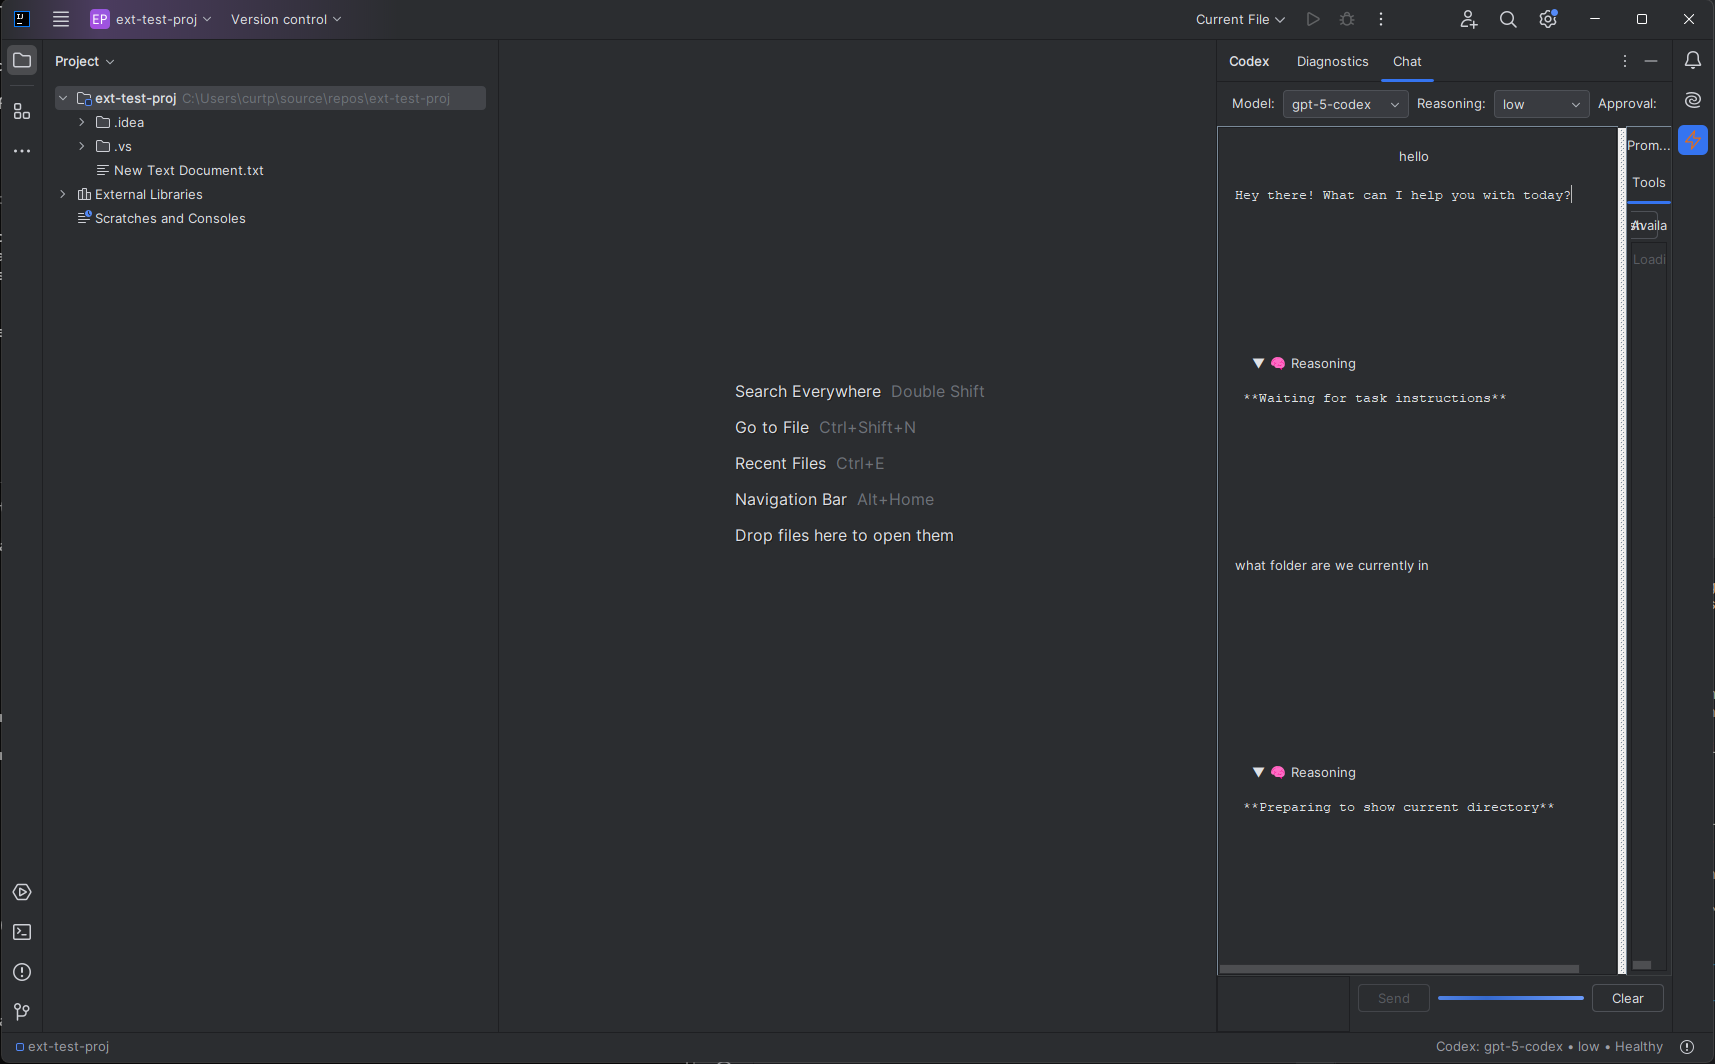 EP ext-test-proj Version control Current File
Project
ext-test-proj C:\Users\curtp\source\repos\ext-test-proj
.idea
.vs
New Text Document.txt
External Libraries
Scratches and Consoles
Search Everywhere Double Shift
Go to File Ctrl+Shift+N
Recent Files Ctrl+E
Navigation Bar Alt+Home
Drop files here to open them
Codex Diagnostics Chat
Model: gpt-5-codex Reasoning: low Approval:
hello
Hey there! What can I help you with today?
Reasoning
**Waiting for task instructions**
what folder are we currently in
Reasoning
**Preparing to show current directory**
Prom...
Tools
Availa
Loadi
Send Clear
ext-test-proj
Codex: gpt-5-codex • low • Healthy